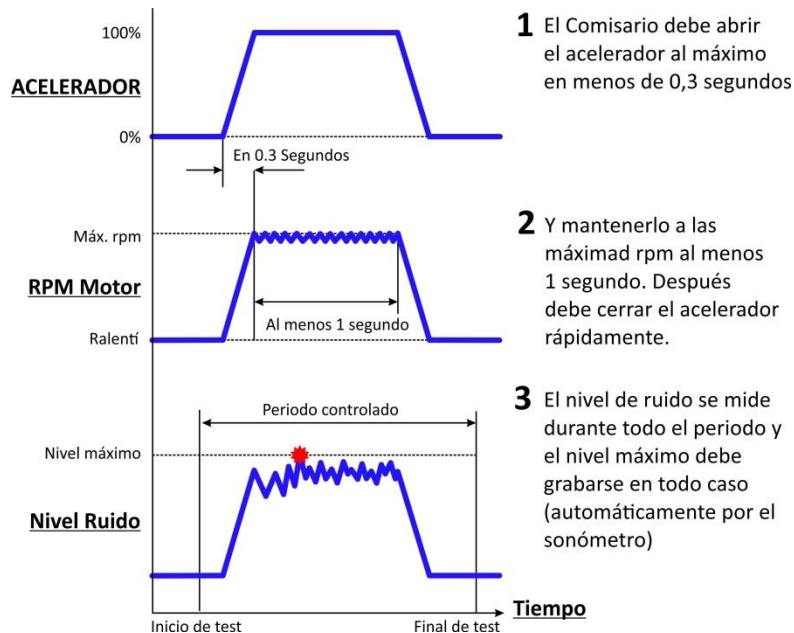 100%
ACELERADOR
0%
En 0.3 Segundos
1 El Comisario debe abrir
el acelerador al máximo
en menos de 0,3 segundos
Máx. rpm
RPM Motor
Ralentí
Al menos 1 segundo
2 Y mantenerlo a las
máximad rpm al menos
1 segundo. Después
debe cerrar el acelerador
rápidamente.
Periodo controlado
Nivel máximo
Nivel Ruido
3 El nivel de ruido se mide
durante todo el periodo y
el nivel máximo debe
grabarse en todo caso
(automáticamente por el
sonómetro)
Tiempo
Inicio de test
Final de test